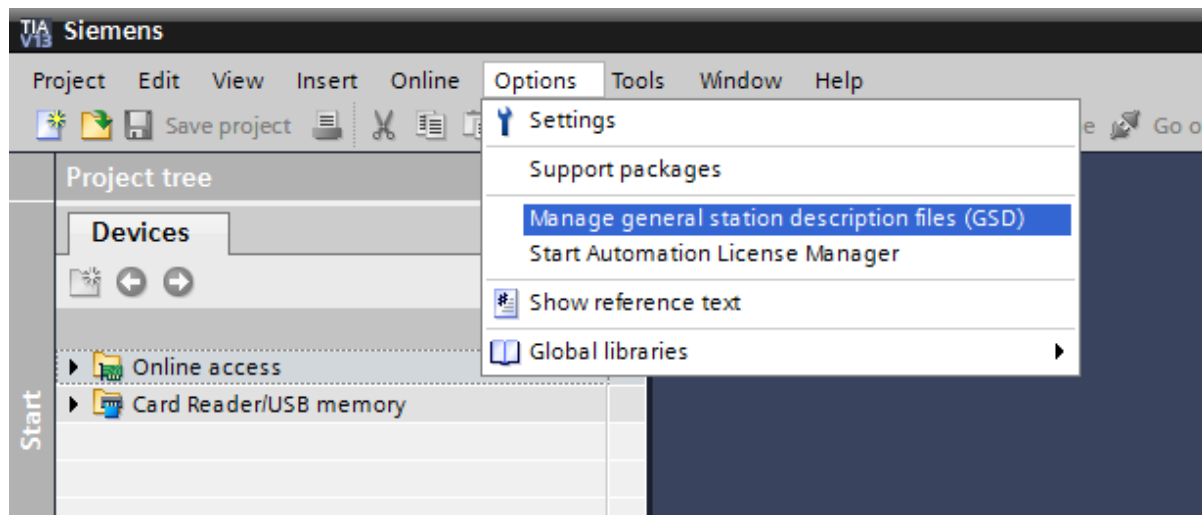 TIA
V13
Siemens
Project Edit View Insert Online Options Tools Window Help
Save project
Settings
e Go o
Support packages
Project tree
Manage general station description files (GSD)
Devices
Start Automation License Manager
Show reference text
Global libraries
Online access
Card Reader/USB memory
Start